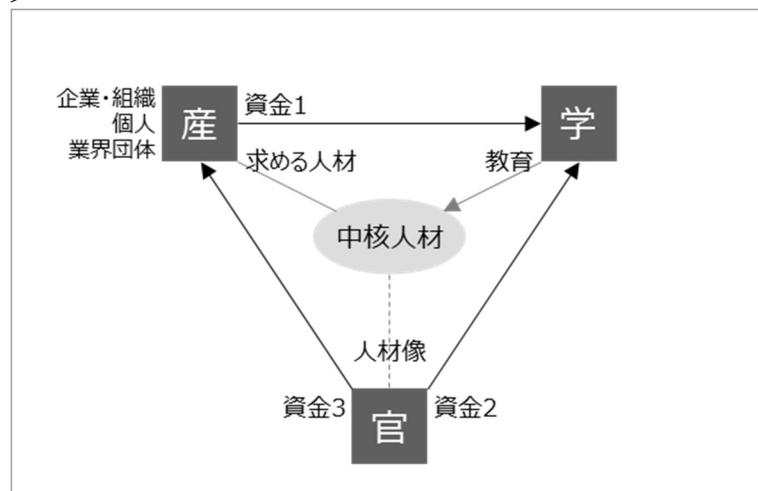 企業・組織
個人
業界団体
産
資金1
学
求める人材
教育
中核人材
人材像
資金3
官
資金2